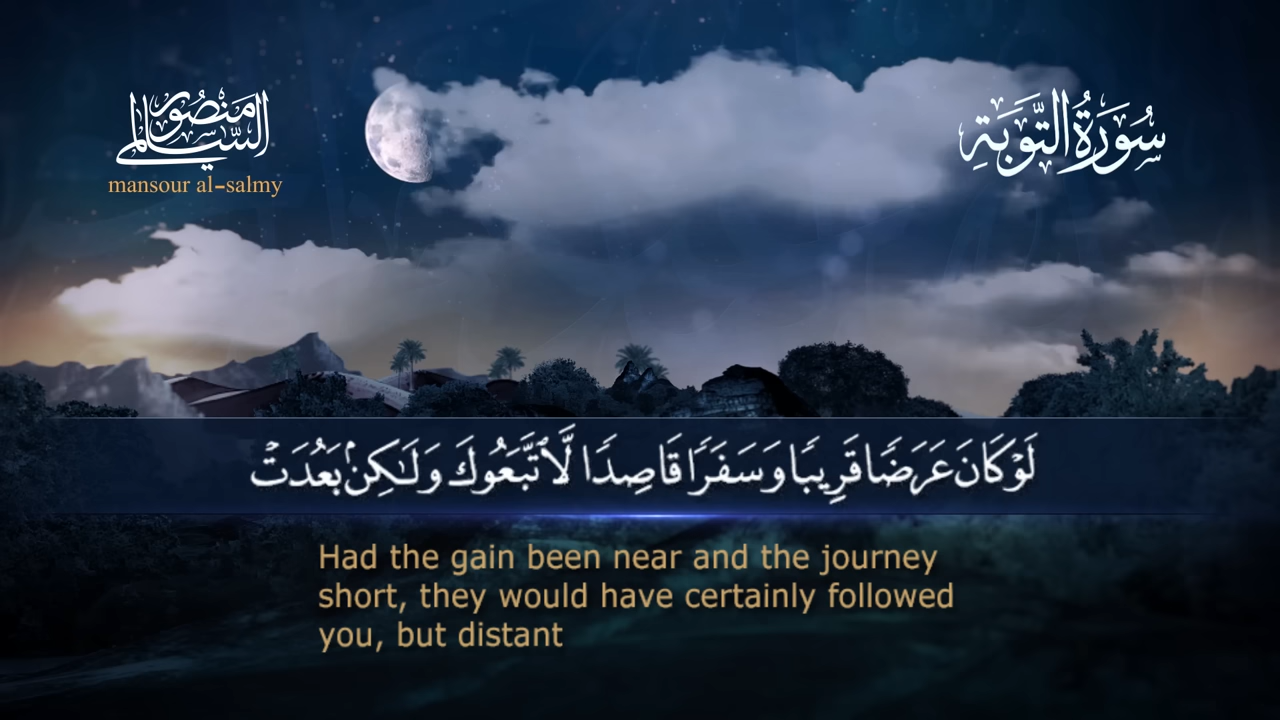 منصور السالمي
mansour al-salmy
سُورَةُ التَّوبَةِ
لَوْ كَانَ عَرَضًا قَرِيبًا وَسَفَرًا قَاصِدًا لَّٱتَّبَعُوكَ وَلَـٰكِنۢ بَعُدَتْ
Had the gain been near and the journey
short, they would have certainly followed
you, but distant